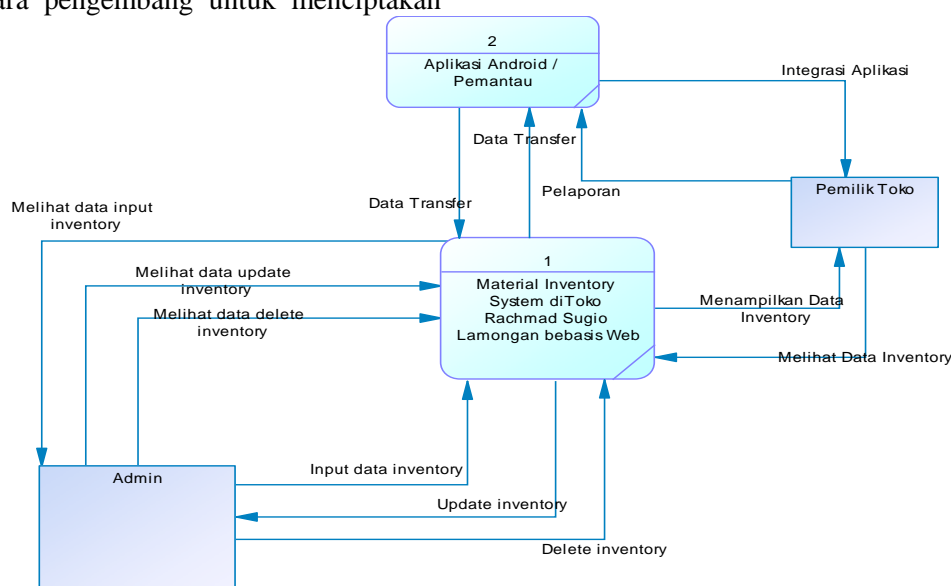 ara pengembang untuk menciptakan
2
Aplikasi Android /
Pemantau
Integrasi Aplikasi
Data Transfer
Pelaporan
Pemilik Toko
Data Transfer
Melihat data input
inventory
Melihat data update
inventory
Melihat data delete
inventory
1
Material Inventory
System diToko
Rachmad Sugio
Lamongan bebasis Web
Menampilkan Data
Inventory
Melihat Data Inventory
Admin
Input data inventory
Update inventory
Delete inventory